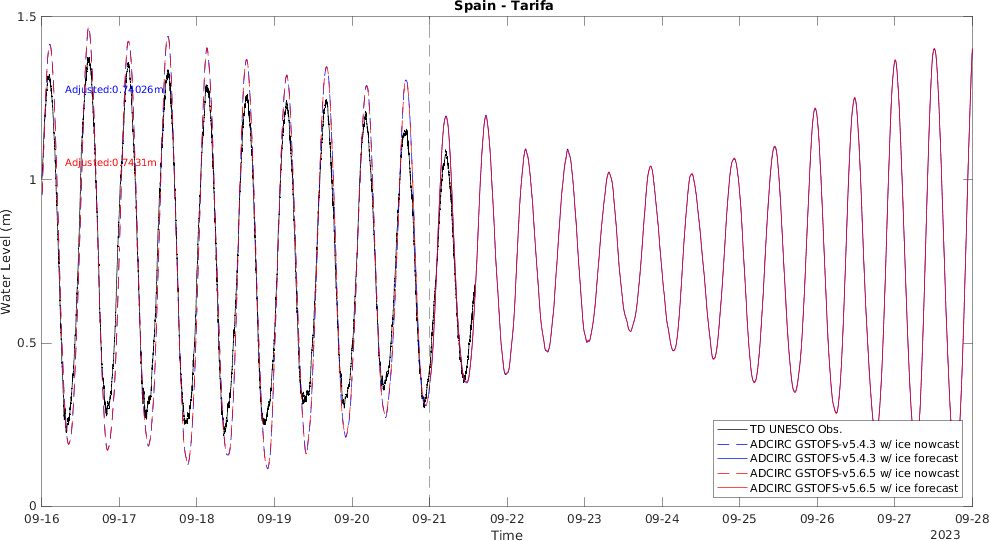 Spain - Tarifa
1.5
1
0.5
0
Water Level (m)
Adjusted:0.74026m
Adjusted:0.7431m
TD UNESCO Obs.
ADCIRC GSTOFS-v5.4.3 w/ ice nowcast
ADCIRC GSTOFS-v5.4.3 w/ ice forecast
ADCIRC GSTOFS-v5.6.5 w/ ice nowcast
ADCIRC GSTOFS-v5.6.5 w/ ice forecast
09-16 09-17 09-18 09-19 09-20 09-21 09-22 09-23 09-24 09-25 09-26 09-27 09-28
Time
2023